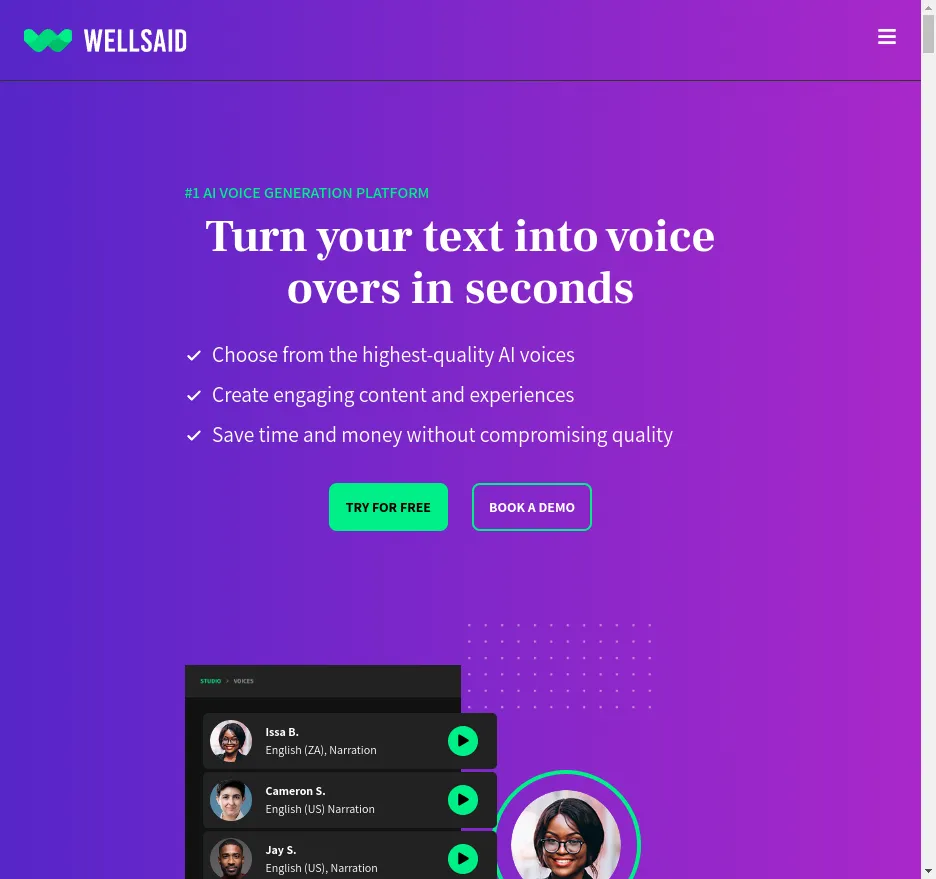 WELLSAID
#1 AI VOICE GENERATION PLATFORM
Turn your text into voice
overs in seconds
Choose from the highest-quality AI voices
Create engaging content and experiences
Save time and money without compromising quality
TRY FOR FREE
BOOK A DEMO
STUDIO > VOICES
Issa B.
English (ZA), Narration
Cameron S.
English (US) Narration
Jay S.
English (US), Narration